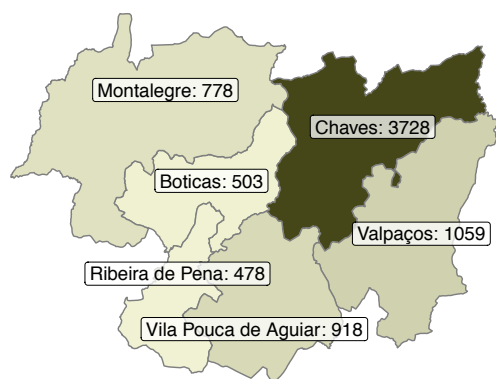 Montalegre: 778
Chaves: 3728
Boticas: 503
Valpaços: 1059
Ribeira de Pena: 478
Vila Pouca de Aguiar: 918